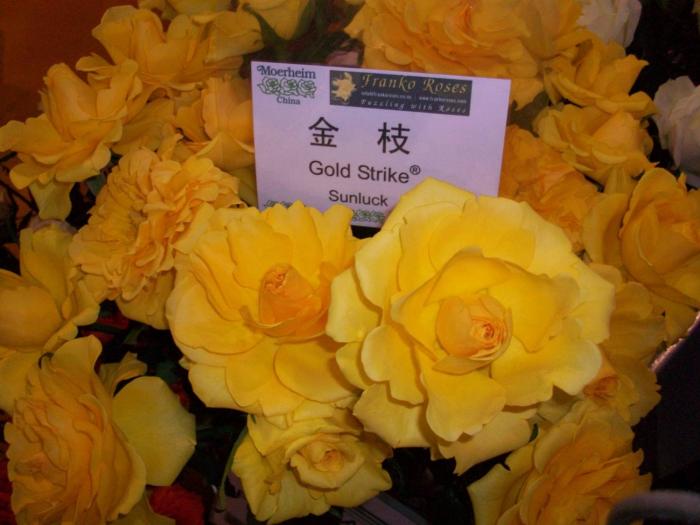 Moerheim
China
Franko Roses
Puzzling with Roses
金 枝
Gold Strike®
Sunluck